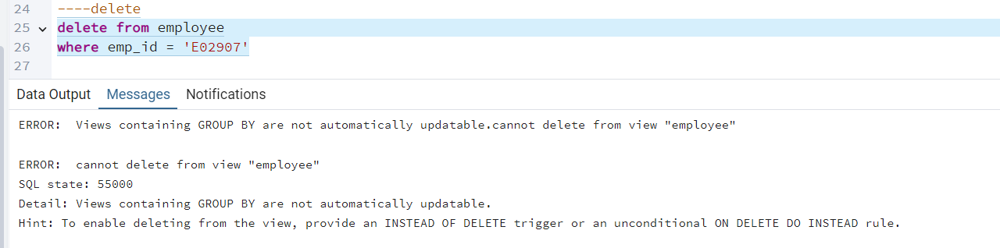 24 ----delete
25 delete from employee
26 where emp_id = 'E02907'
27
Data Output Messages Notifications
ERROR:  Views containing GROUP BY are not automatically updatable.cannot delete from view "employee"
ERROR:  cannot delete from view "employee"
SQL state: 55000
Detail: Views containing GROUP BY are not automatically updatable.
Hint: To enable deleting from the view, provide an INSTEAD OF DELETE trigger or an unconditional ON DELETE DO INSTEAD rule.